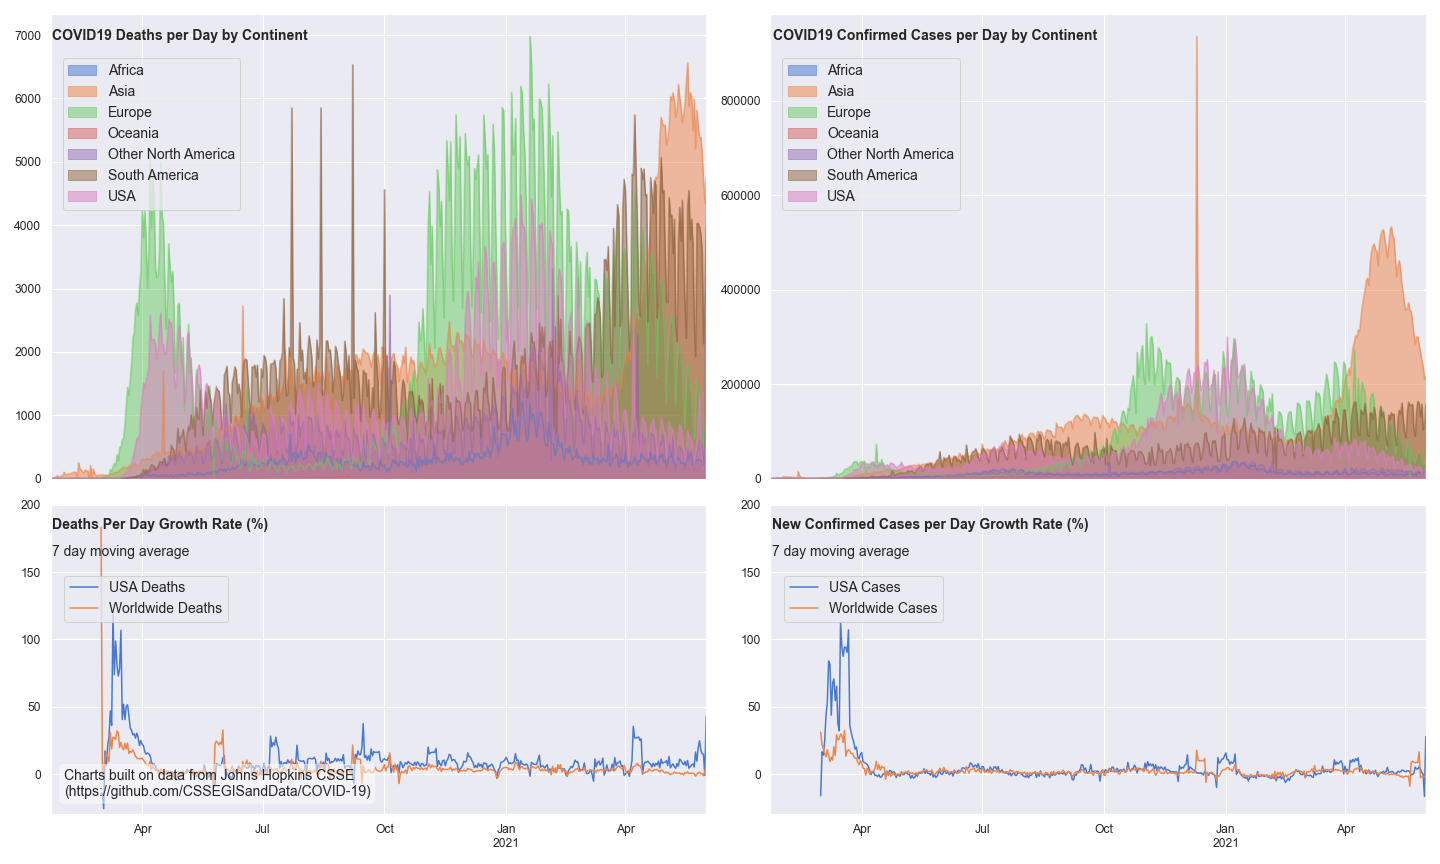 COVID19 Deaths per Day by Continent
7000
6000
5000
4000
3000
2000
1000
0
Africa
Asia
Europe
Oceania
Other North America
South America
USA
COVID19 Confirmed Cases per Day by Continent
800000
600000
400000
200000
0
Africa
Asia
Europe
Oceania
Other North America
South America
USA
Deaths Per Day Growth Rate (%)
7 day moving average
200
150
100
50
0
USA Deaths
Worldwide Deaths
Charts built on data from Johns Hopkins CSSE
(https://github.com/CSSEGISandData/COVID-19)
Apr
Jul
Oct
Jan
2021
Apr
New Confirmed Cases per Day Growth Rate (%)
7 day moving average
200
150
100
50
0
USA Cases
Worldwide Cases
Apr
Jul
Oct
Jan
2021
Apr